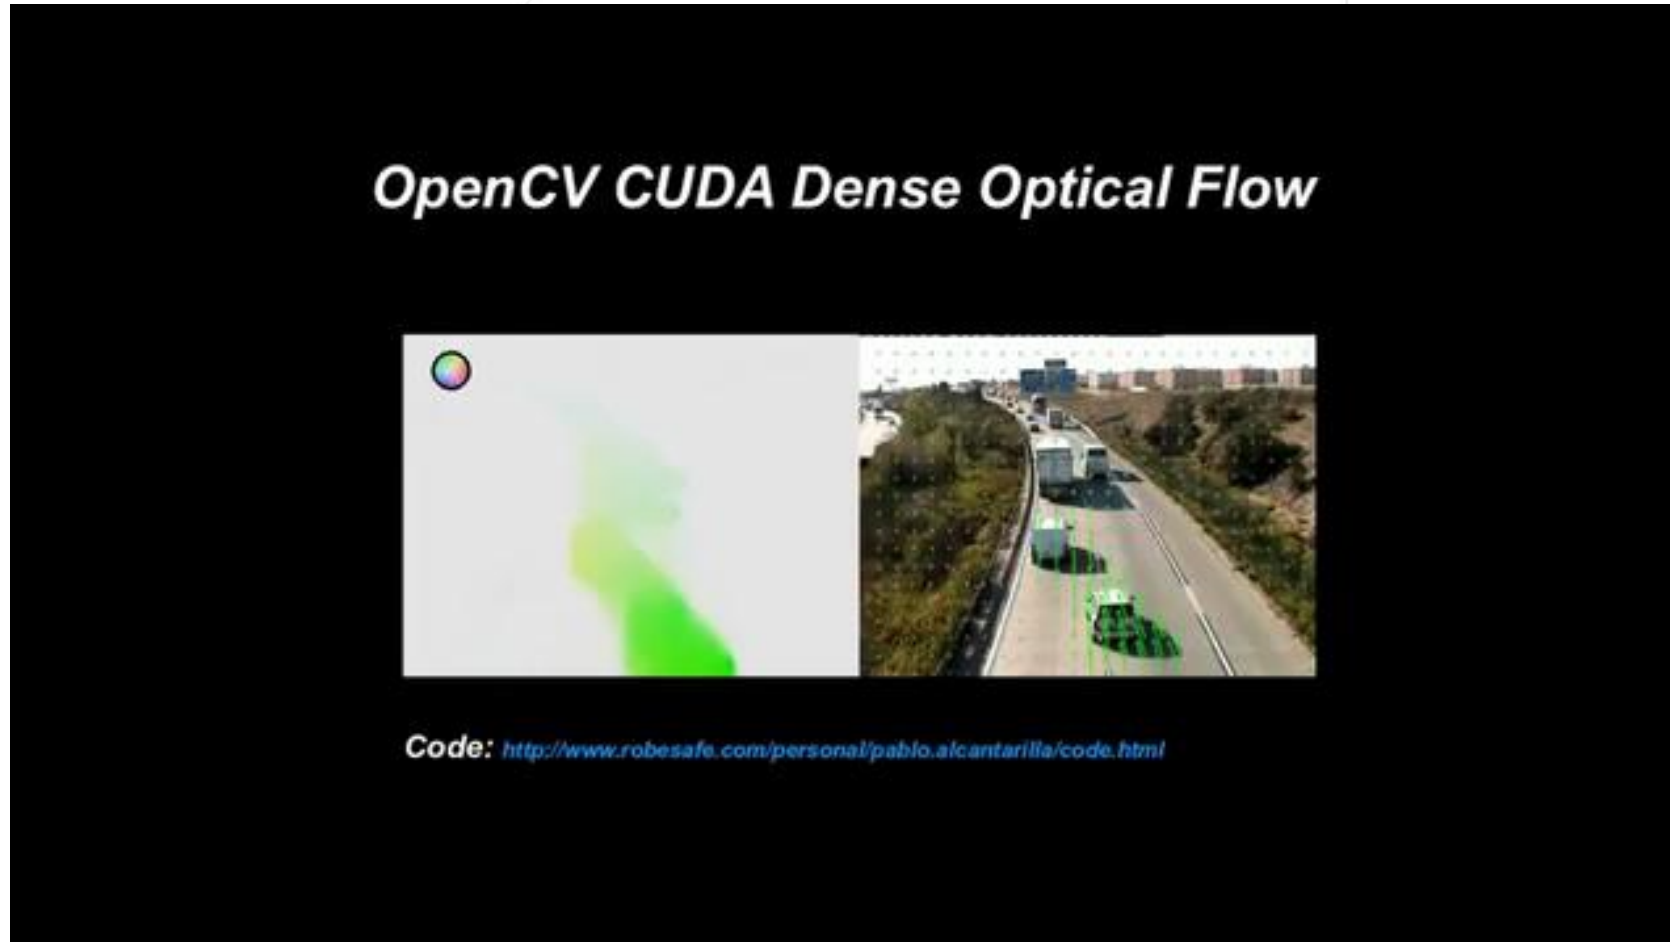 OpenCV CUDA Dense Optical Flow
Code: http://www.robesafe.com/personal/pablo.alcantarilla/code.html